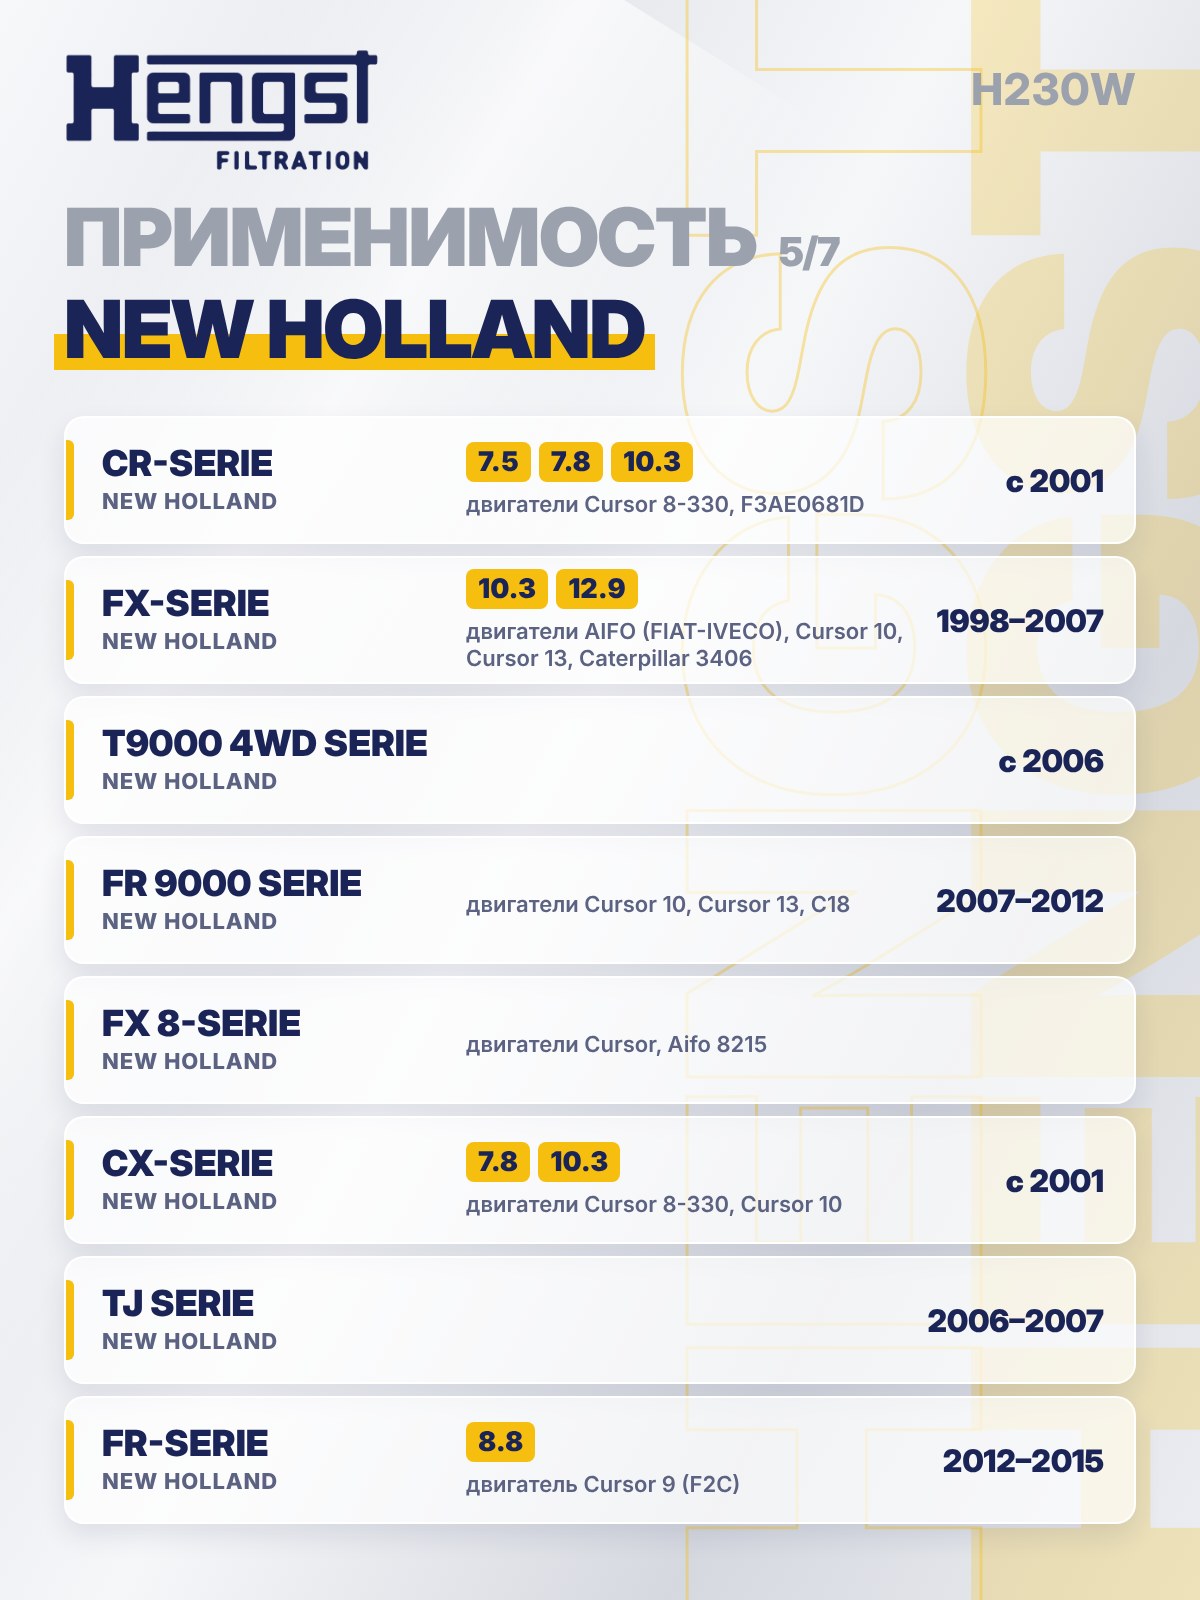 Hengst
FILTRATION
H230W
ПРИМЕНИМОСТЬ 5/7
NEW HOLLAND
CR-SERIE
NEW HOLLAND
7.5 7.8 10.3
двигатели Cursor 8-330, F3AE0681D
с 2001
FX-SERIE
NEW HOLLAND
10.3 12.9
двигатели AIFO (FIAT-IVECO), Cursor 10,
Cursor 13, Caterpillar 3406
1998–2007
T9000 4WD SERIE
NEW HOLLAND
с 2006
FR 9000 SERIE
NEW HOLLAND
двигатели Cursor 10, Cursor 13, C18
2007–2012
FX 8-SERIE
NEW HOLLAND
двигатели Cursor, Aifo 8215
CX-SERIE
NEW HOLLAND
7.8 10.3
двигатели Cursor 8-330, Cursor 10
с 2001
TJ SERIE
NEW HOLLAND
2006–2007
FR-SERIE
NEW HOLLAND
8.8
двигатель Cursor 9 (F2C)
2012–2015
HENGST
HENGST